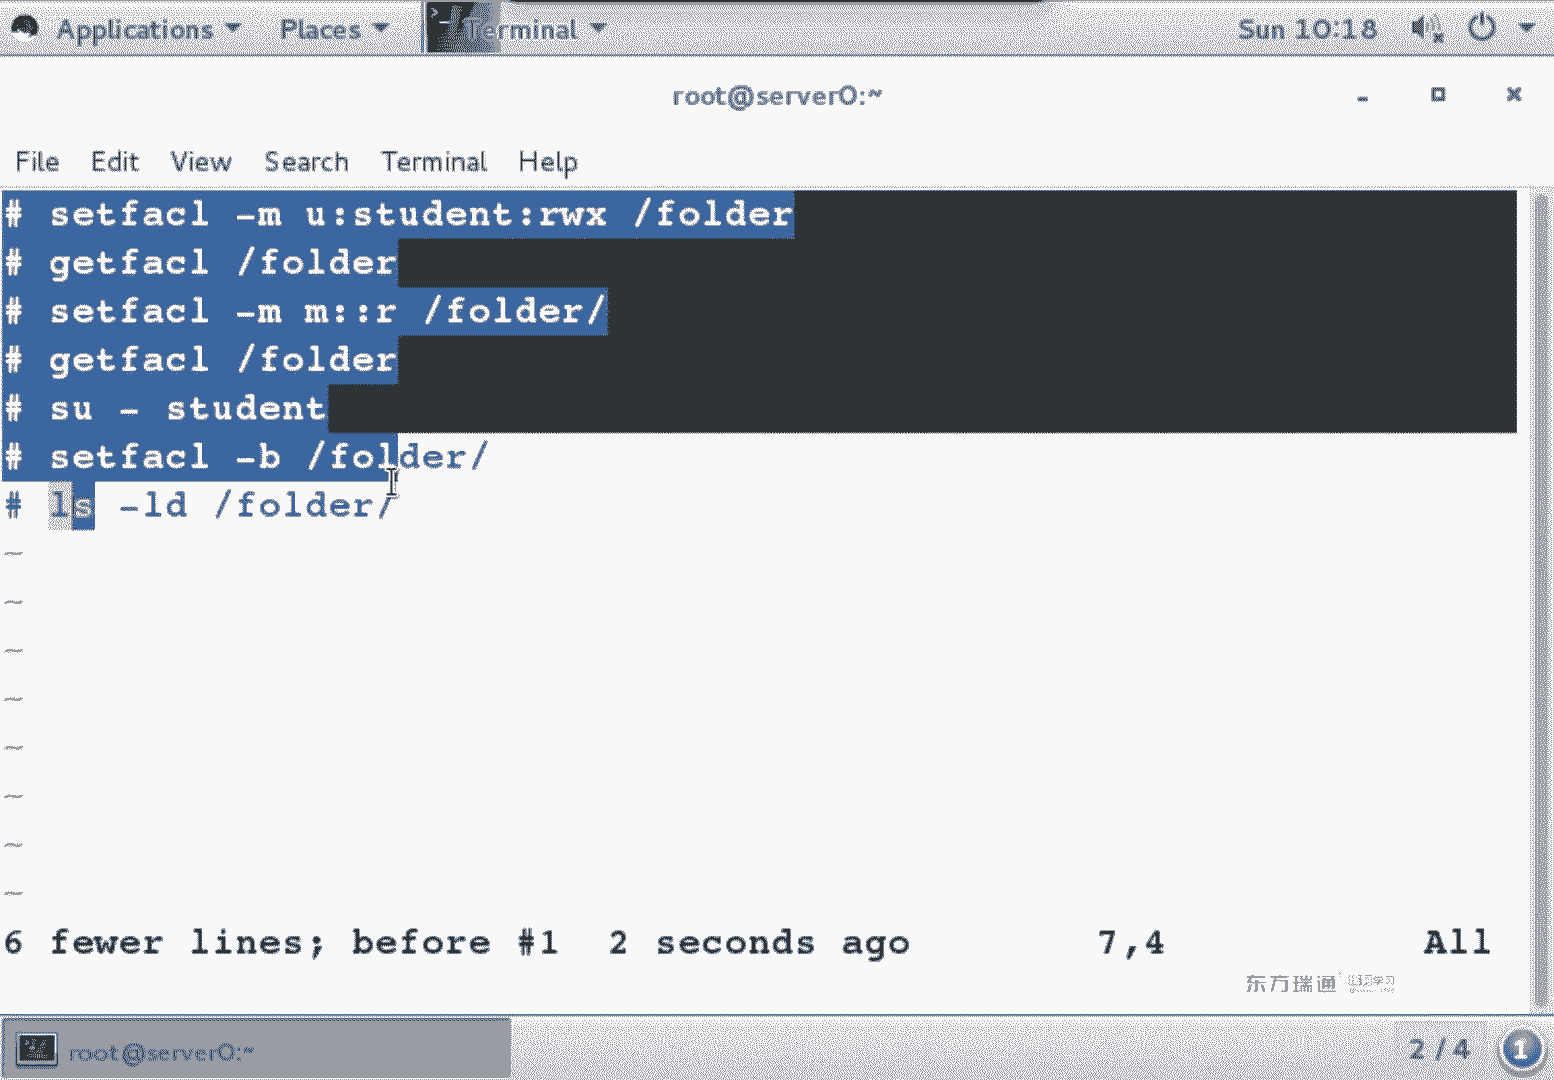 Applications Places Terminal Sun 10:18
root@server0:~
File Edit View Search Terminal Help
# setfacl -m u:student:rwx /folder
# getfacl /folder
# setfacl -m m::r /folder/
# getfacl /folder
# su - student
# setfacl -b /folder/
# ls -ld /folder/
~
~
~
~
~
~
~
~
6 fewer lines; before #1  2 seconds ago 7,4 All
东方瑞通
root@server0:~ 2 / 4 1